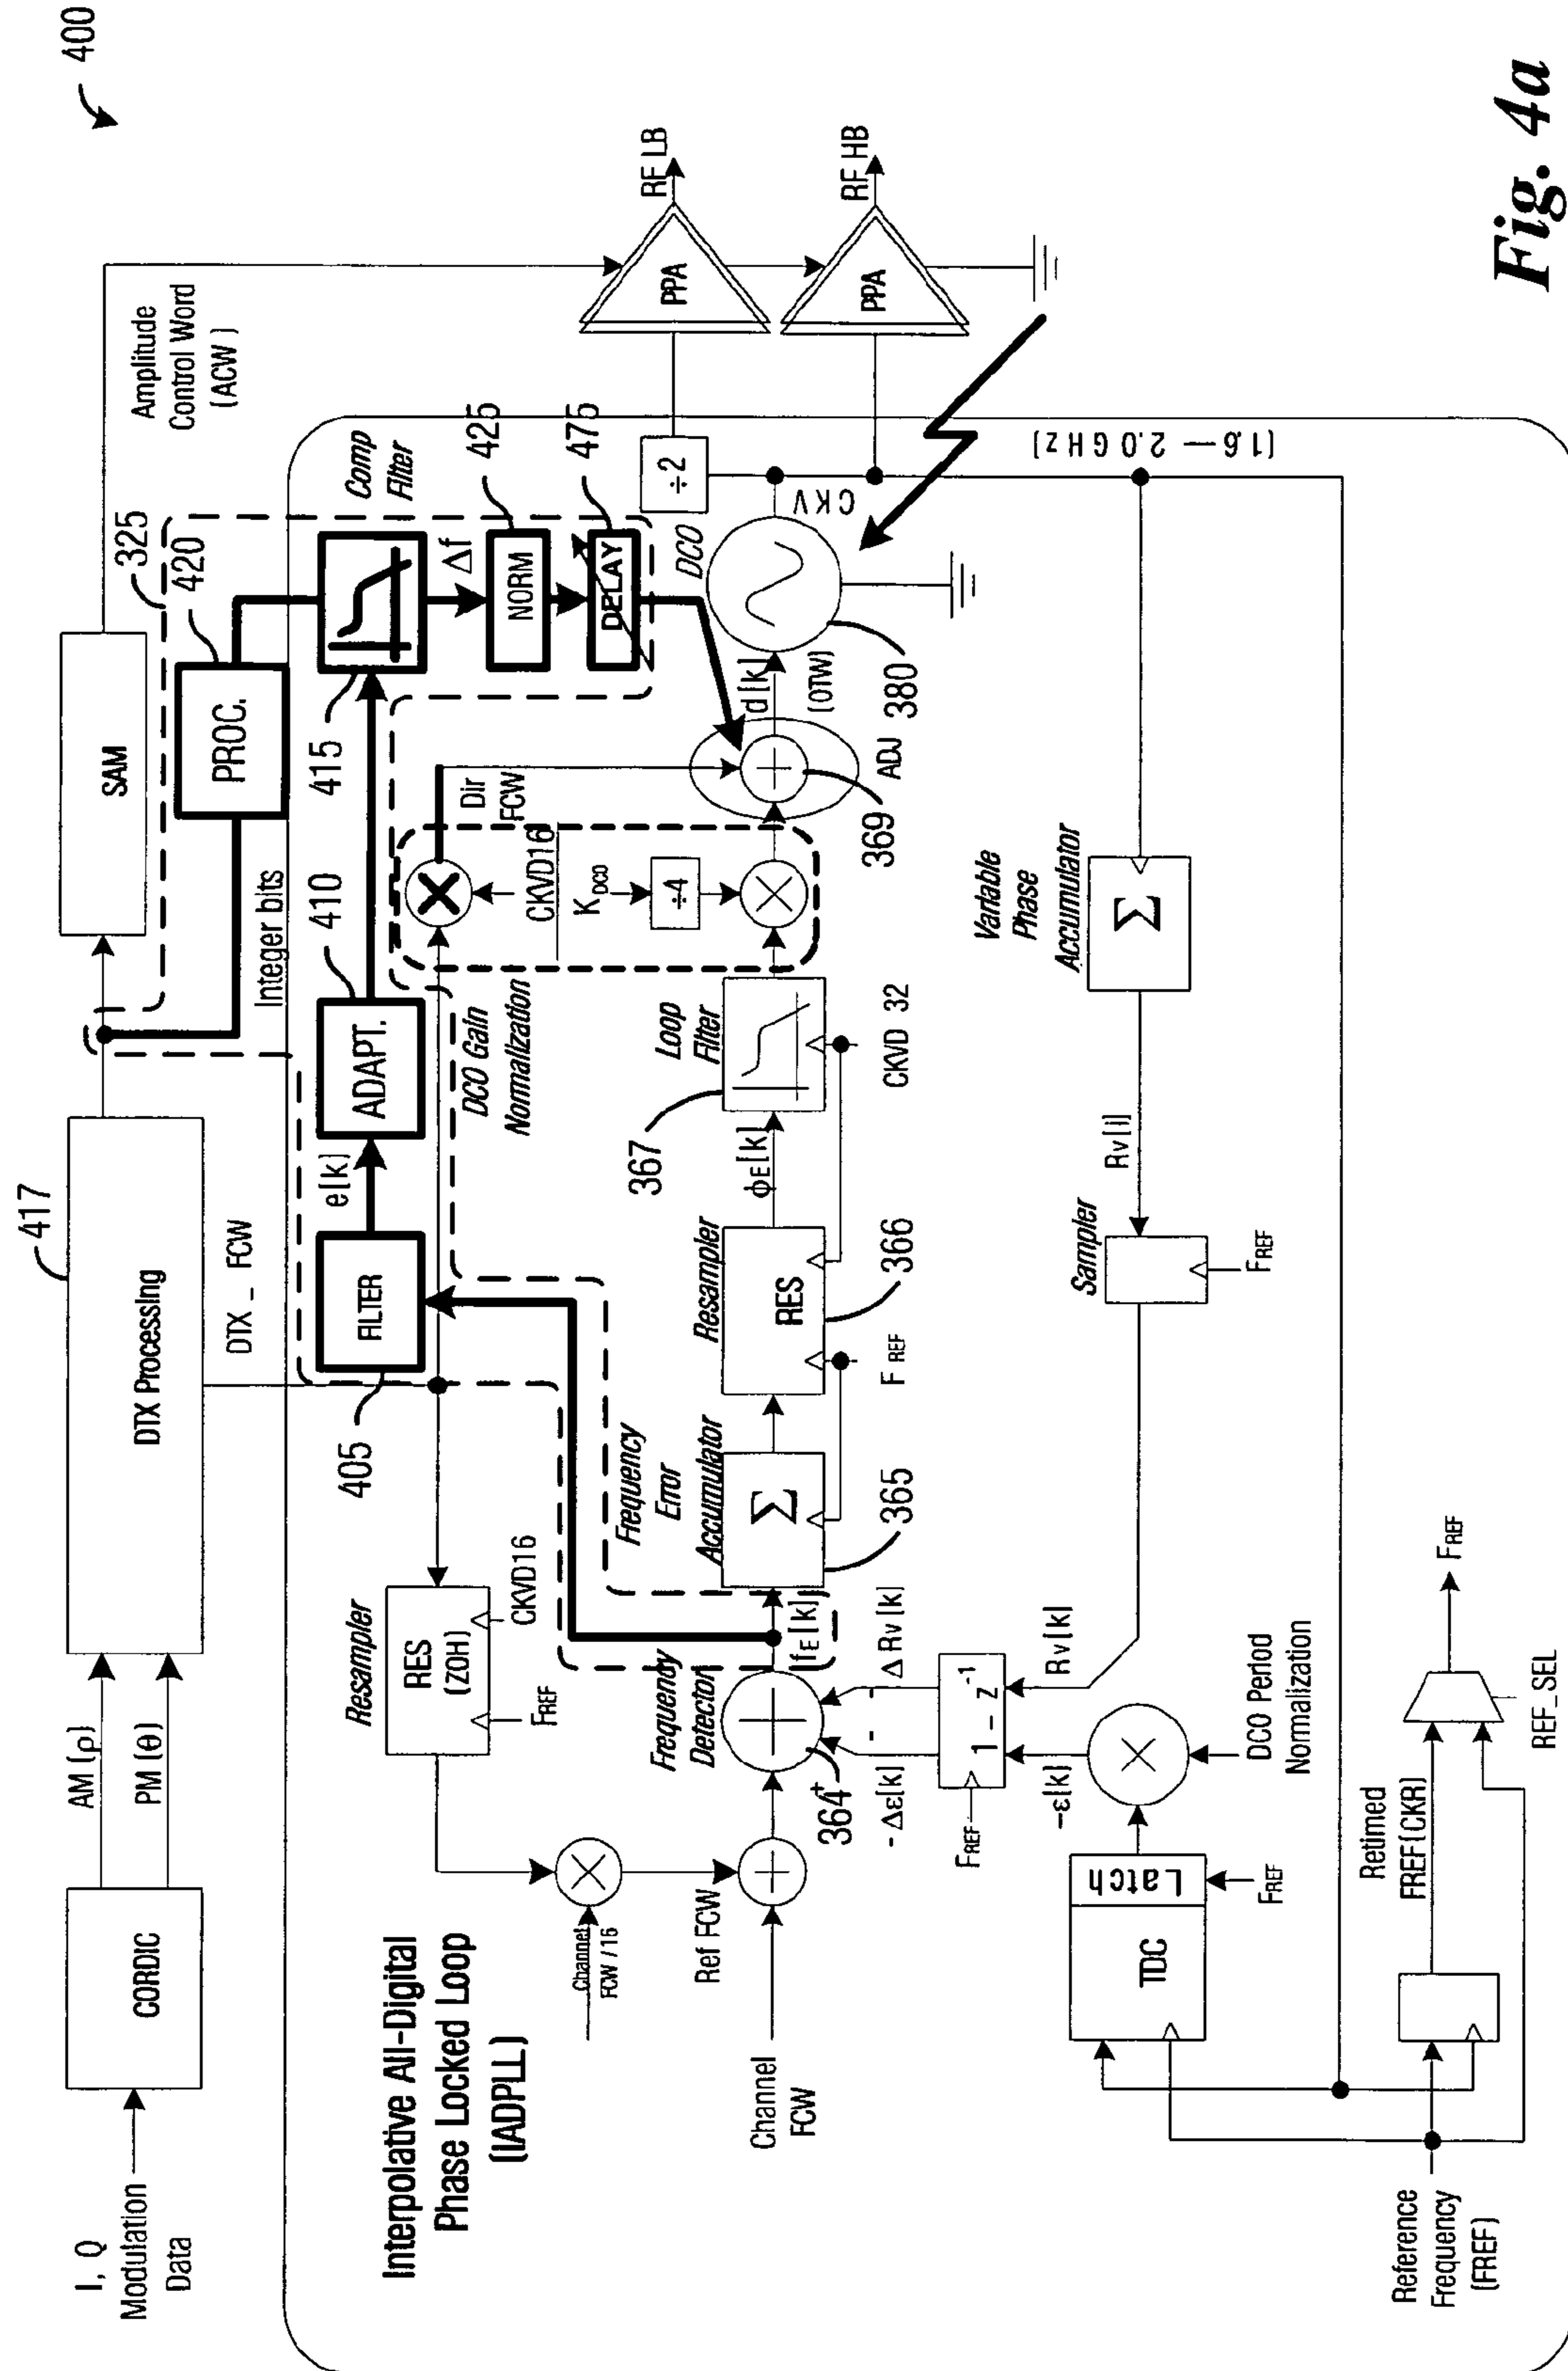 400
417
I, Q
Modulation
Data
CORDIC
AM (ρ)
PM (θ)
DTX Processing
DTX_ FCW
SAM
Amplitude
Control Word
(ACW)
325
420
PROC.
Integer bits
Interpolative All-Digital
Phase Locked Loop
(IADPLL)
405
FILTER
e[k]
ADAPT.
410
415
Comp
Filter
Δf
425
NORM
475
DELAY
Resampler
RES
(ZOH)
FREF
CKVD16
DCO Gain
Normalization
Dir
FCW
CKVD16
KDCO
÷4
Channel
FCW /16
Ref FCW
Channel
FCW
Frequency
Detector
364
+
fE[k]
Frequency
Error
Accumulator
Σ
365
Resampler
RES
366
F REF
ϕE[k]
367
Loop
Filter
CKVD 32
369
ADJ
d[k]
(OTW)
380
DCO
CKV
÷2
PPA
RF LB
PPA
RF HB
(1.6 — 2.0 GHz)
- Δε[k]
-
-
Δ Rv[k]
FREF
1 - z-1
-ε[k]
Rv[k]
DCO Period
Normalization
TDC
Latch
FREF
Sampler
FREF
Rv[i]
Variable
Phase
Accumulator
Σ
Reference
Frequency
(FREF)
Retimed
FREF(CKR)
REF_SEL
FREF
Fig. 4a